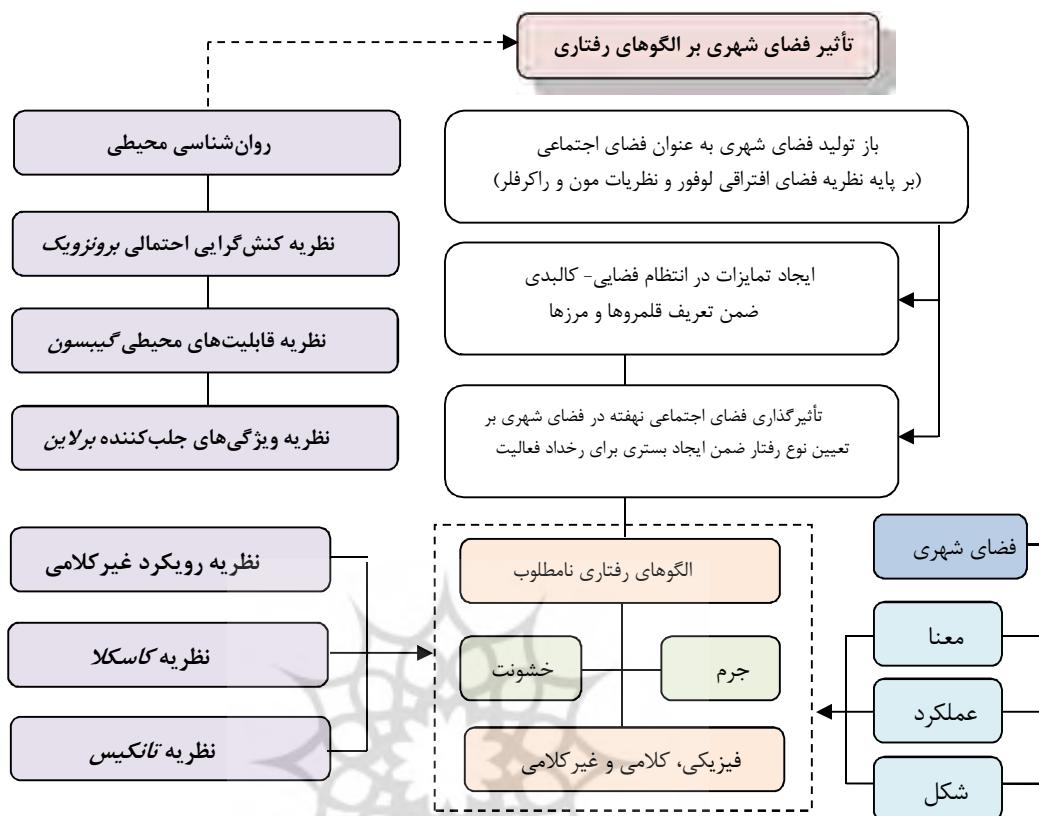 تأثیر فضای شهری بر الگوهای رفتاری
باز تولید فضای شهری به عنوان فضای اجتماعی
(بر پایه نظریه فضای افتراقی لوفور و نظریات مون و راکرفلر)
ایجاد تمایزات در انتظام فضایی- کالبدی
ضمن تعریف قلمروها و مرزها
تأثیرگذاری فضای اجتماعی نهفته در فضای شهری بر
تعیین نوع رفتار ضمن ایجاد بستری برای رخداد فعالیت
روان‌شناسی محیطی
نظریه کنش‌گرایی احتمالی برونزویک
نظریه قابلیت‌های محیطی گیبسون
نظریه ویژگی‌های جلب‌کننده برلاین
فضای شهری
معنا
عملکرد
شکل
الگوهای رفتاری نامطلوب
جرم
خشونت
فیزیکی، کلامی و غیرکلامی
نظریه رویکرد غیرکلامی
نظریه کاسکلا
نظریه تانکیس